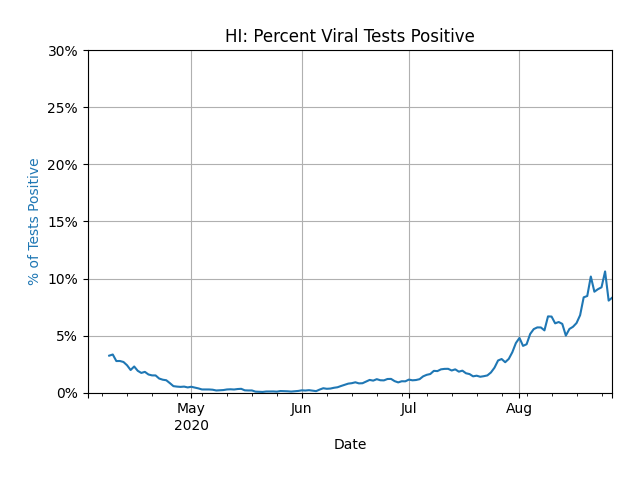 HI: Percent Viral Tests Positive
30%
25%
20%
15%
10%
5%
0%
% of Tests Positive
May Jun Jul Aug
2020
Date